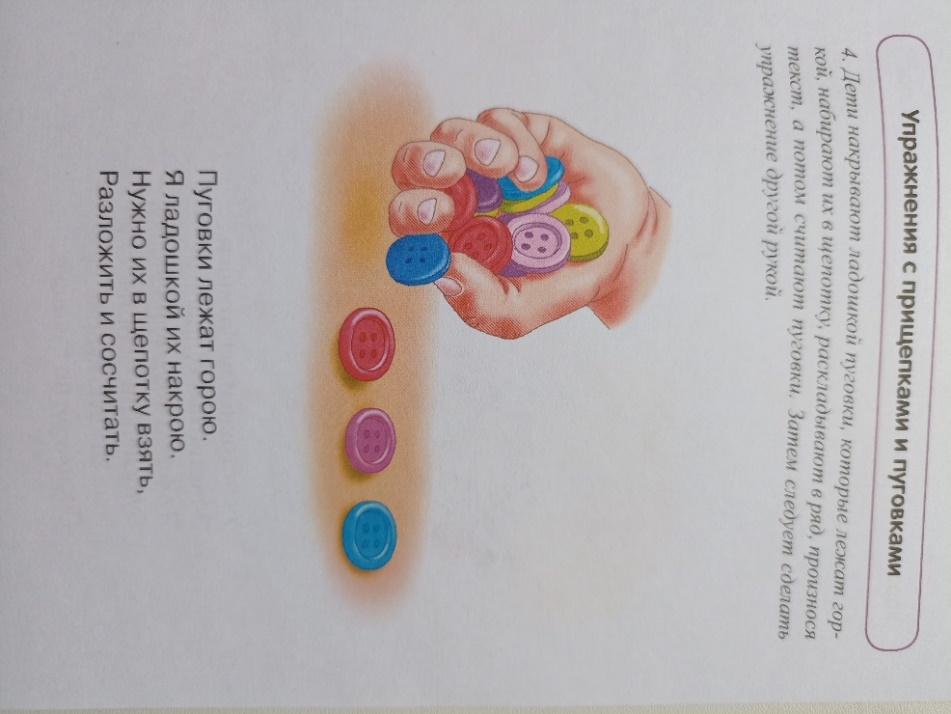 Упражнения с прищепками и пуговками
4. Дети накрывают ладошкой пуговки, которые лежат гор-
кой, набирают их в щепотку, раскладывают в ряд, произнося
текст, а потом считают пуговки. Затем следует сделать
упражнение другой рукой.
Пуговки лежат горою.
Я ладошкой их накрою.
Нужно их в щепотку взять,
Разложить и сосчитать.